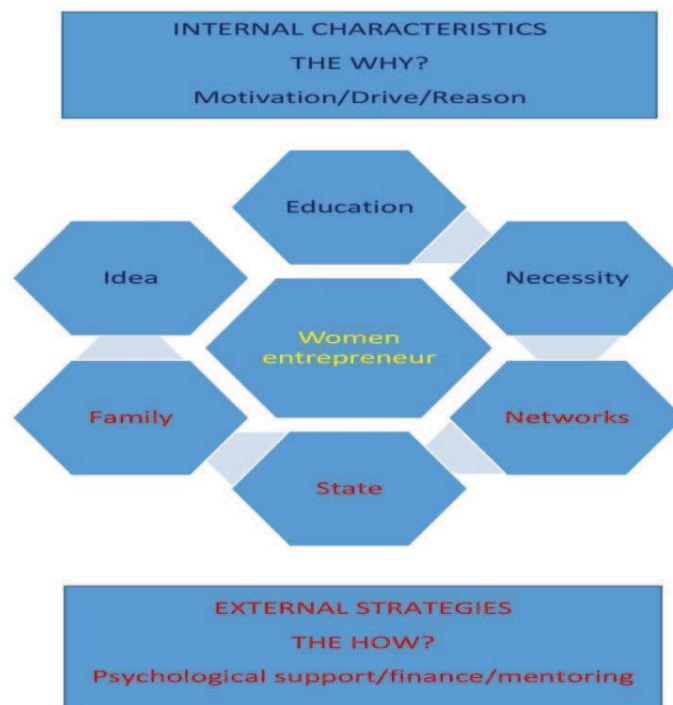 INTERNAL CHARACTERISTICS
THE WHY?
Motivation/Drive/Reason
Education
Idea
Necessity
Women
entrepreneur
Family
Networks
State
EXTERNAL STRATEGIES
THE HOW?
Psychological support/finance/mentoring